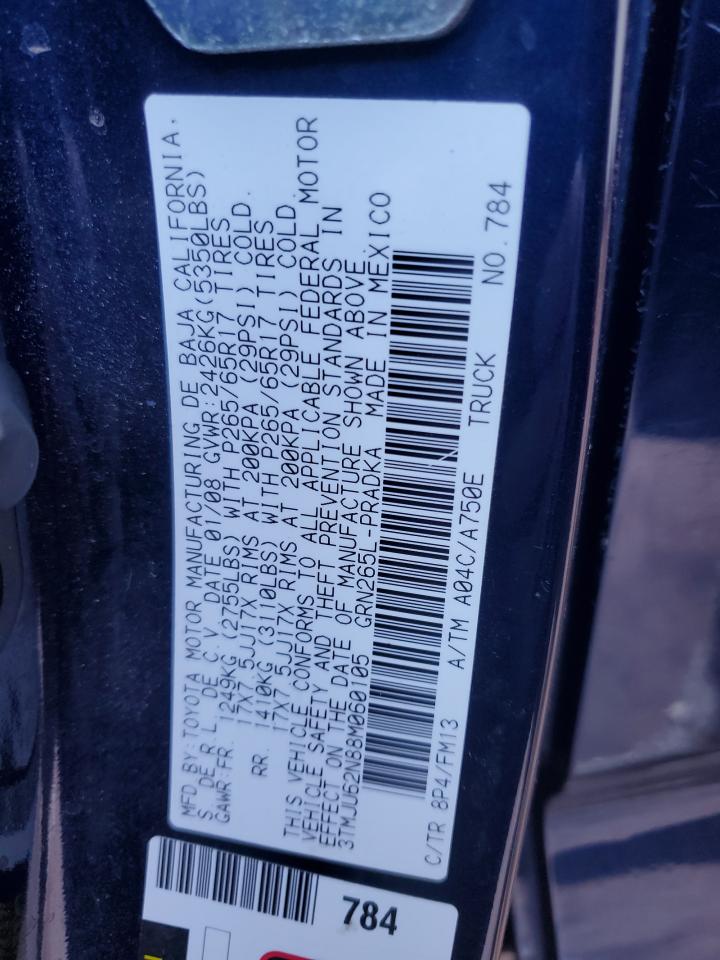 MFD BY: TOYOTA MOTOR MANUFACTURING DE BAJA CALIFORNIA.
S. DE R.L. DE C.V. DATE 01/08 GVWR:2426KG(5350LBS)
GAWR:FR. 1249KG (2755LBS) WITH P265/65R17 TIRES
17X7.5JJ17X RIMS AT 200KPA (29PSI) COLD.
RR. 1410KG (3110LBS) WITH P265/65R17 TIRES
17X7.5JJ17X RIMS AT 200KPA (29PSI) COLD.
THIS VEHICLE CONFORMS TO ALL APPLICABLE FEDERAL MOTOR
VEHICLE SAFETY AND THEFT PREVENTION STANDARDS IN
EFFECT ON THE DATE OF MANUFACTURE SHOWN ABOVE.
3TMJU62N88M060105 GRN265L-PRADKA MADE IN MEXICO
C/TR 8P4/FM13 A/TM A04C/A750E TRUCK NO.784
784